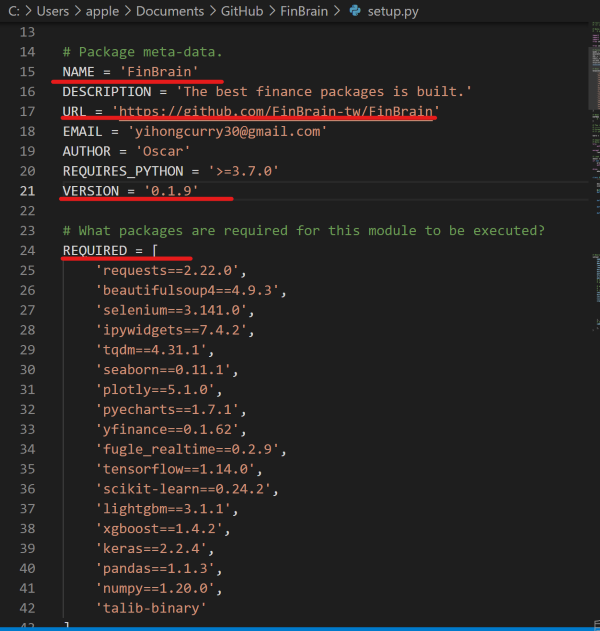 C: > Users > apple > Documents > GitHub > FinBrain > setup.py
13
14 # Package meta-data.
15 NAME = 'FinBrain'
16 DESCRIPTION = 'The best finance packages is built.'
17 URL = 'https://github.com/FinBrain-tw/FinBrain'
18 EMAIL = 'yihongcurry30@gmail.com'
19 AUTHOR = 'Oscar'
20 REQUIRES_PYTHON = '>=3.7.0'
21 VERSION = '0.1.9'
22
23 # What packages are required for this module to be executed?
24 REQUIRED = [
25 'requests==2.22.0',
26 'beautifulsoup4==4.9.3',
27 'selenium==3.141.0',
28 'ipywidgets==7.4.2',
29 'tqdm==4.31.1',
30 'seaborn==0.11.1',
31 'plotly==5.1.0',
32 'pyecharts==1.7.1',
33 'yfinance==0.1.62',
34 'fugle_realtime==0.2.9',
35 'tensorflow==1.14.0',
36 'scikit-learn==0.24.2',
37 'lightgbm==3.1.1',
38 'xgboost==1.4.2',
39 'keras==2.2.4',
40 'pandas==1.1.3',
41 'numpy==1.20.0',
42 'talib-binary'